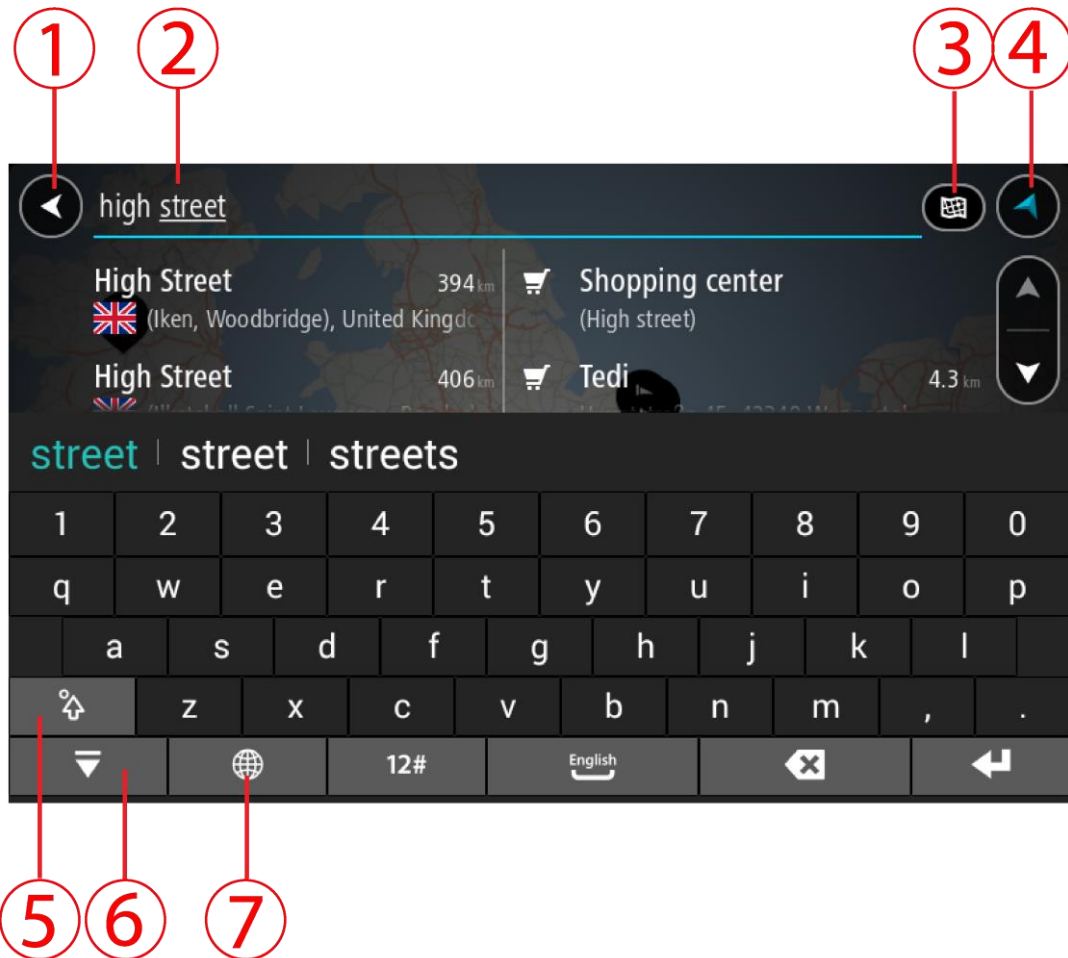 1 2 3 4
high street
High Street 394 km Shopping center
(Iken, Woodbridge), United Kingdo (High street)
High Street 406 km Tedi 4.3 km
street street streets
1 2 3 4 5 6 7 8 9 0
q w e r t y u i o p
a s d f g h j k l
z x c v b n m , .
12# English
5 6 7